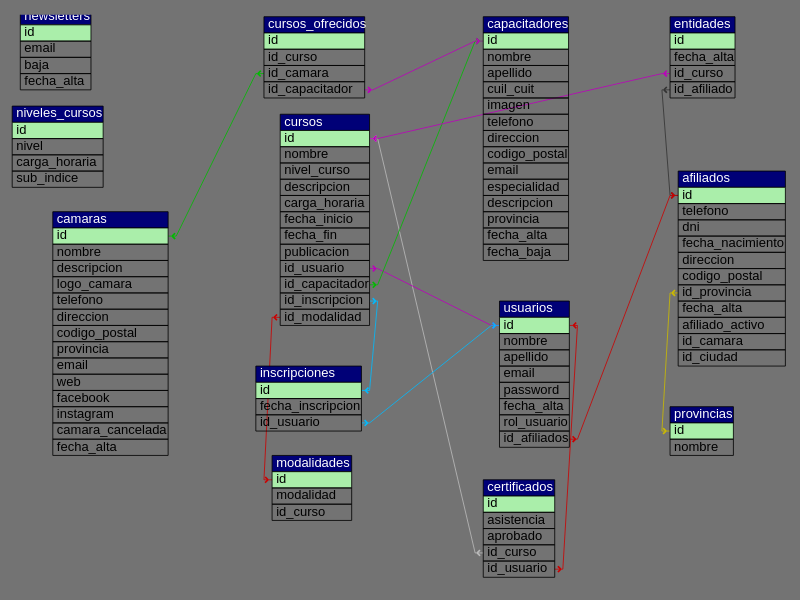 newsletters
id
email
baja
fecha_alta
niveles_cursos
id
nivel
carga_horaria
sub_indice
camaras
id
nombre
descripcion
logo_camara
telefono
direccion
codigo_postal
provincia
email
web
facebook
instagram
camara_cancelada
fecha_alta
cursos_ofrecidos
id
id_curso
id_camara
id_capacitador
cursos
id
nombre
nivel_curso
descripcion
carga_horaria
fecha_inicio
fecha_fin
publicacion
id_usuario
id_capacitador
id_inscripcion
id_modalidad
inscripciones
id
fecha_inscripcion
id_usuario
modalidades
id
modalidad
id_curso
capacitadores
id
nombre
apellido
cuil_cuit
imagen
telefono
direccion
codigo_postal
email
especialidad
descripcion
provincia
fecha_alta
fecha_baja
usuarios
id
nombre
apellido
email
password
fecha_alta
rol_usuario
id_afiliados
certificados
id
asistencia
aprobado
id_curso
id_usuario
entidades
id
fecha_alta
id_curso
id_afiliado
afiliados
id
telefono
dni
fecha_nacimiento
direccion
codigo_postal
id_provincia
fecha_alta
afiliado_activo
id_camara
id_ciudad
provincias
id
nombre